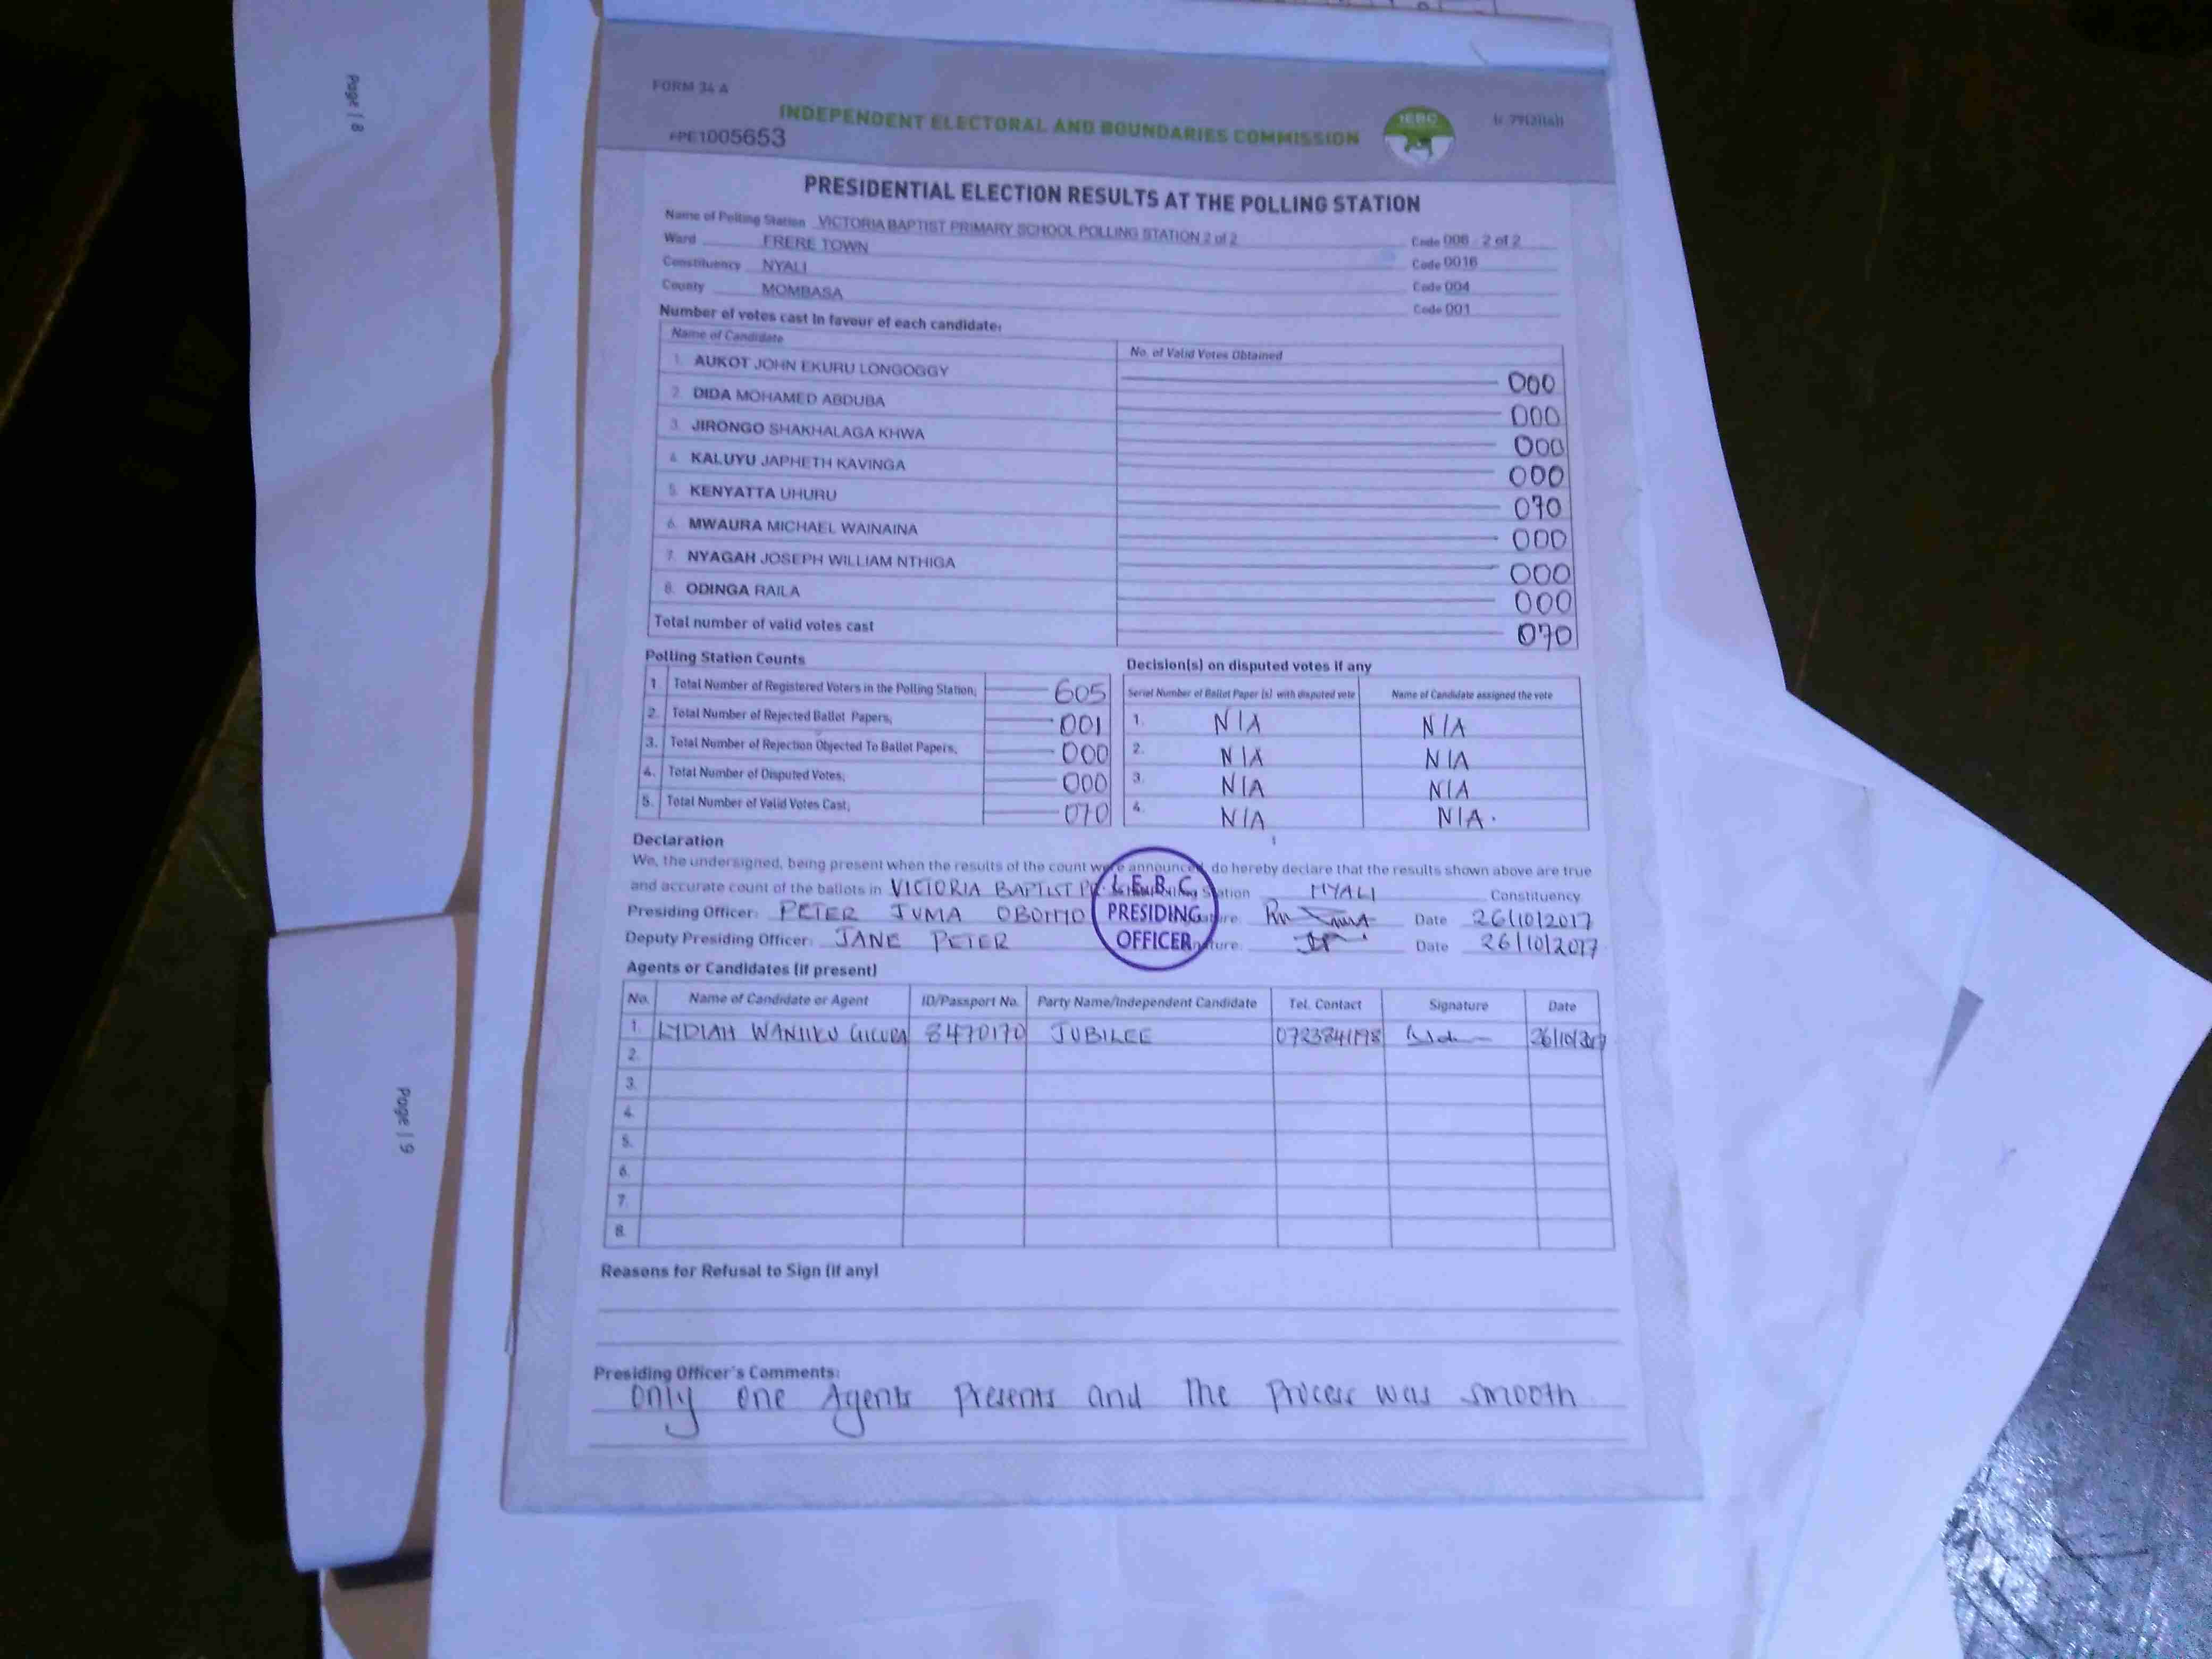 Page | 8
Page | 9
FORM 34 A
INDEPENDENT ELECTORAL AND BOUNDARIES COMMISSION
IEBC
PE1005653
PRESIDENTIAL ELECTION RESULTS AT THE POLLING STATION
Name of Polling Station VICTORIA BAPTIST PRIMARY SCHOOL POLLING STATION 2 of 2 Code 006 2 of 2
Ward FRERE TOWN Code 0016
Constituency NYALI Code 004
County MOMBASA Code 001
Number of votes cast in favour of each candidate:
Name of Candidate No. of Valid Votes Obtained
1. AUKOT JOHN EKURU LONGOGGY 000
2. DIDA MOHAMED ABDUBA 000
3. JIRONGO SHAKHALAGA KHWA 000
4. KALUYU JAPHETH KAVINGA 000
5. KENYATTA UHURU 070
6. MWAURA MICHAEL WAINAINA 000
7. NYAGAH JOSEPH WILLIAM NTHIGA 000
8. ODINGA RAILA 000
Total number of valid votes cast 070
Polling Station Counts
1. Total Number of Registered Voters in the Polling Station; 605
2. Total Number of Rejected Ballot Papers; 001
3. Total Number of Rejection Objected To Ballot Papers; 000
4. Total Number of Disputed Votes; 000
5. Total Number of Valid Votes Cast; 070
Decision(s) on disputed votes if any
Serial Number of Ballot Paper (s) with disputed vote Name of Candidate assigned the vote
1. N/A N/A
2. N/A N/A
3. N/A N/A
4. N/A N/A.
Declaration
We, the undersigned, being present when the results of the count were announced, do hereby declare that the results shown above are true
and accurate count of the ballots in VICTORIA BAPTIST Station NYALI Constituency
Presiding Officer: PETER JUMA OBONYO Date 26/10/2017
Deputy Presiding Officer: JANE PETER Date 26/10/2017
I.E.B.C
PRESIDING
OFFICER
Agents or Candidates (if present)
No. Name of Candidate or Agent ID/Passport No. Party Name/Independent Candidate Tel. Contact Signature Date
1. LYDIAH WANJIKU 8470170 JUBILEE 26/10/2017
2.
3.
4.
5.
6.
7.
8.
Reasons for Refusal to Sign (if any)
Presiding Officer's Comments:
Only one Agents Presents and The Process was smooth